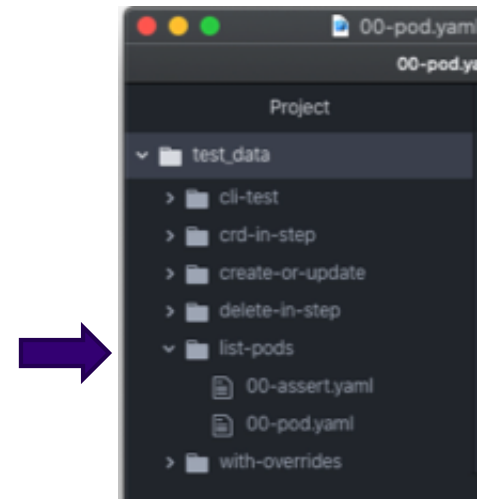 00-pod.yaml
00-pod.ya
Project
test_data
cli-test
crd-in-step
create-or-update
delete-in-step
list-pods
00-assert.yaml
00-pod.yaml
with-overrides